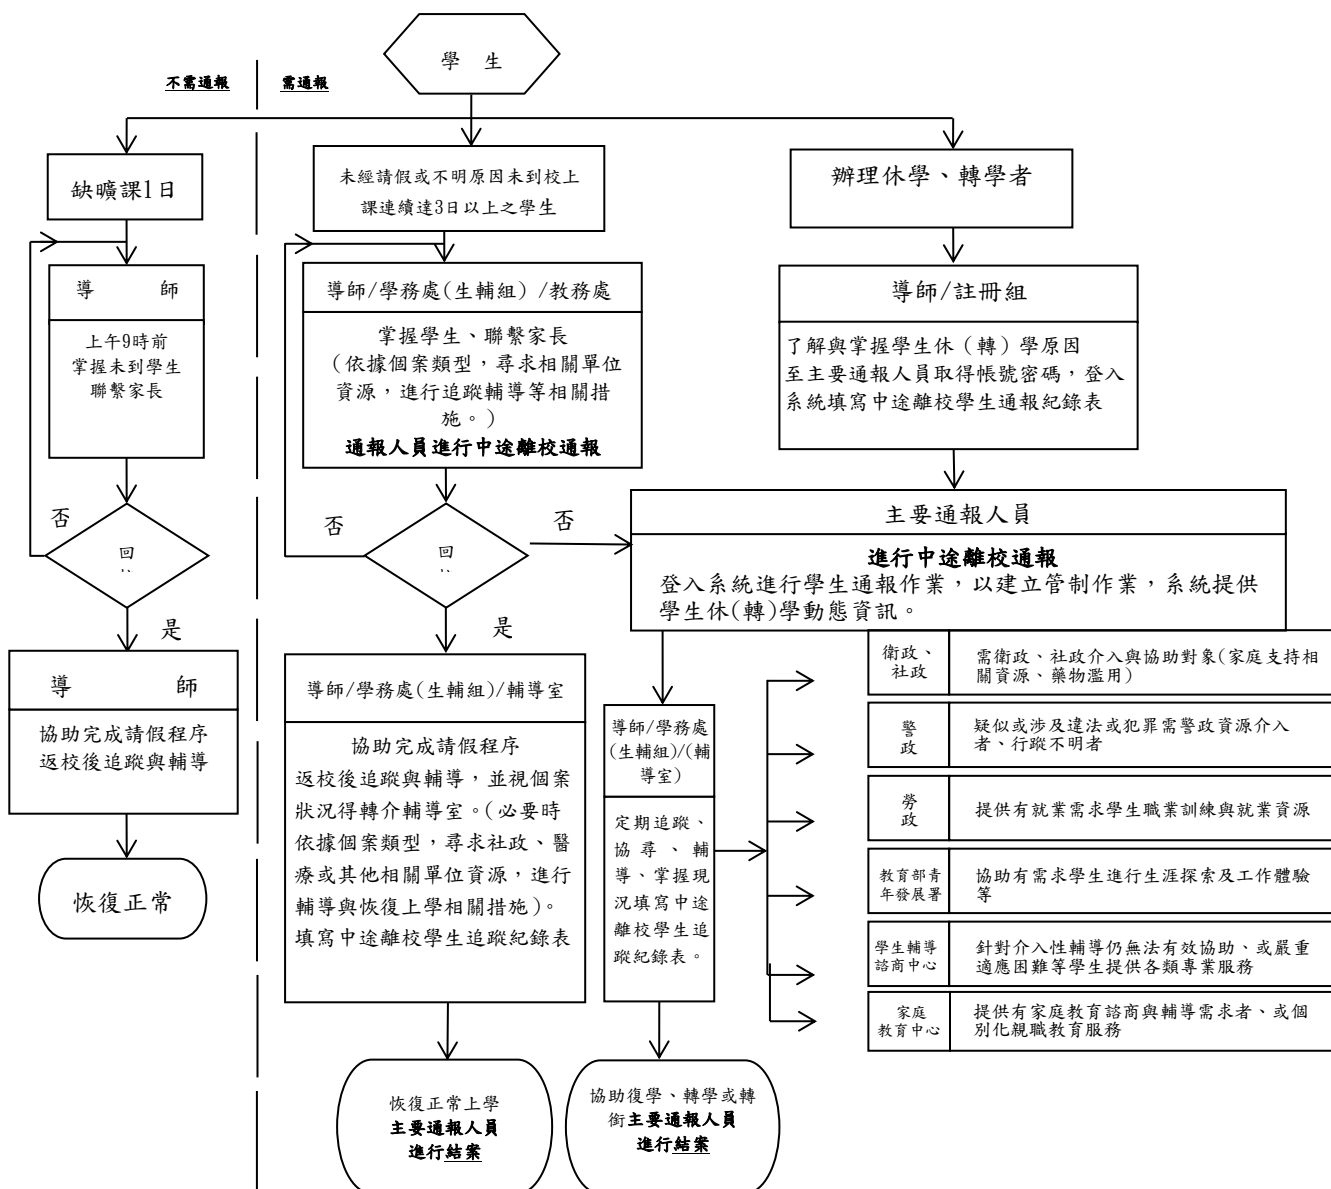 學 生
不需通報
需通報
缺曠課1日
未經請假或不明原因未到校上
課連續達3日以上之學生
辦理休學、轉學者
導 師
上午9時前
掌握未到學生
聯繫家長
導師/學務處(生輔組)/教務處
掌握學生、聯繫家長
(依據個案類型，尋求相關單位
資源，進行追蹤輔導等相關措
施。)
通報人員進行中途離校通報
導師/註冊組
了解與掌握學生休（轉）學原因
至主要通報人員取得帳號密碼，登入
系統填寫中途離校學生通報紀錄表
否
回
否
回
否
主要通報人員
進行中途離校通報
登入系統進行學生通報作業，以建立管制作業，系統提供
學生休(轉)學動態資訊。
是
是
導 師
協助完成請假程序
返校後追蹤與輔導
恢復正常
導師/學務處(生輔組)/輔導室
協助完成請假程序
返校後追蹤與輔導，並視個案
狀況得轉介輔導室。(必要時
依據個案類型，尋求社政、醫
療或其他相關單位資源，進行
輔導與恢復上學相關措施)。
填寫中途離校學生追蹤紀錄表
恢復正常上學
主要通報人員
進行結案
導師/學務處
(生輔組)/(輔
導室)
定期追蹤、
協尋、輔
導、掌握現
況填寫中途
離校學生追
蹤紀錄表。
協助復學、轉學或轉
銜主要通報人員
進行結案
衛政、
社政
需衛政、社政介入與協助對象(家庭支持相
關資源、藥物濫用)
警
政
疑似或涉及違法或犯罪需警政資源介入
者、行蹤不明者
勞
政
提供有就業需求學生職業訓練與就業資源
教育部青
年發展署
協助有需求學生進行生涯探索及工作體驗
等
學生輔導
諮商中心
針對介入性輔導仍無法有效協助、或嚴重
適應困難等學生提供各類專業服務
家庭
教育中心
提供有家庭教育諮商與輔導需求者、或個
別化親職教育服務